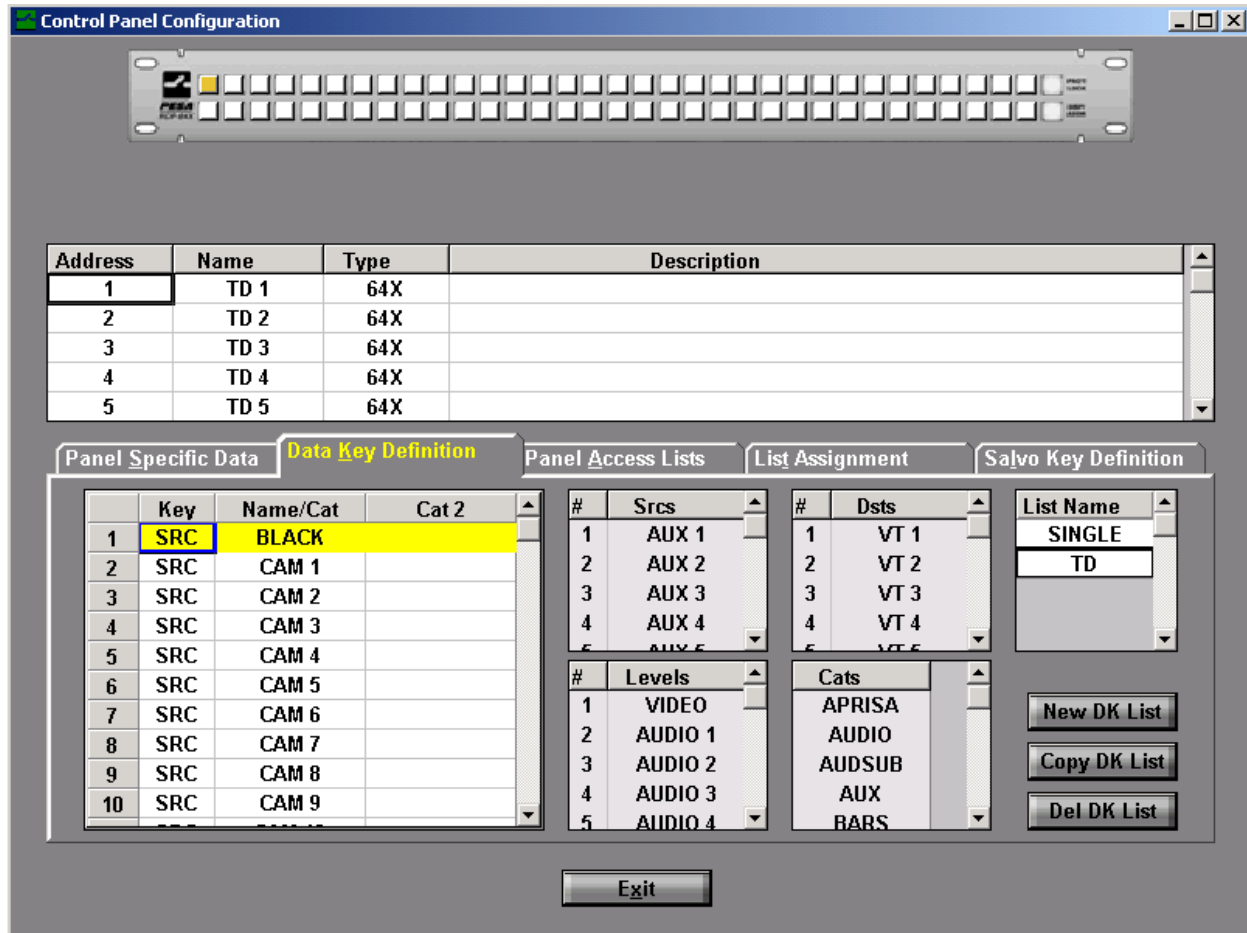 Control Panel Configuration
PESA
Address Name Type Description
1 TD 1 64X
2 TD 2 64X
3 TD 3 64X
4 TD 4 64X
5 TD 5 64X
Panel Specific Data Data Key Definition Panel Access Lists List Assignment Salvo Key Definition
Key Name/Cat Cat 2
1 SRC BLACK
2 SRC CAM 1
3 SRC CAM 2
4 SRC CAM 3
5 SRC CAM 4
6 SRC CAM 5
7 SRC CAM 6
8 SRC CAM 7
9 SRC CAM 8
10 SRC CAM 9
# Srcs
1 AUX 1
2 AUX 2
3 AUX 3
4 AUX 4
# Dsts
1 VT 1
2 VT 2
3 VT 3
4 VT 4
List Name
SINGLE
TD
# Levels
1 VIDEO
2 AUDIO 1
3 AUDIO 2
4 AUDIO 3
5 AUDIO 4
Cats
APRISA
AUDIO
AUDSUB
AUX
BARS
New DK List
Copy DK List
Del DK List
Exit